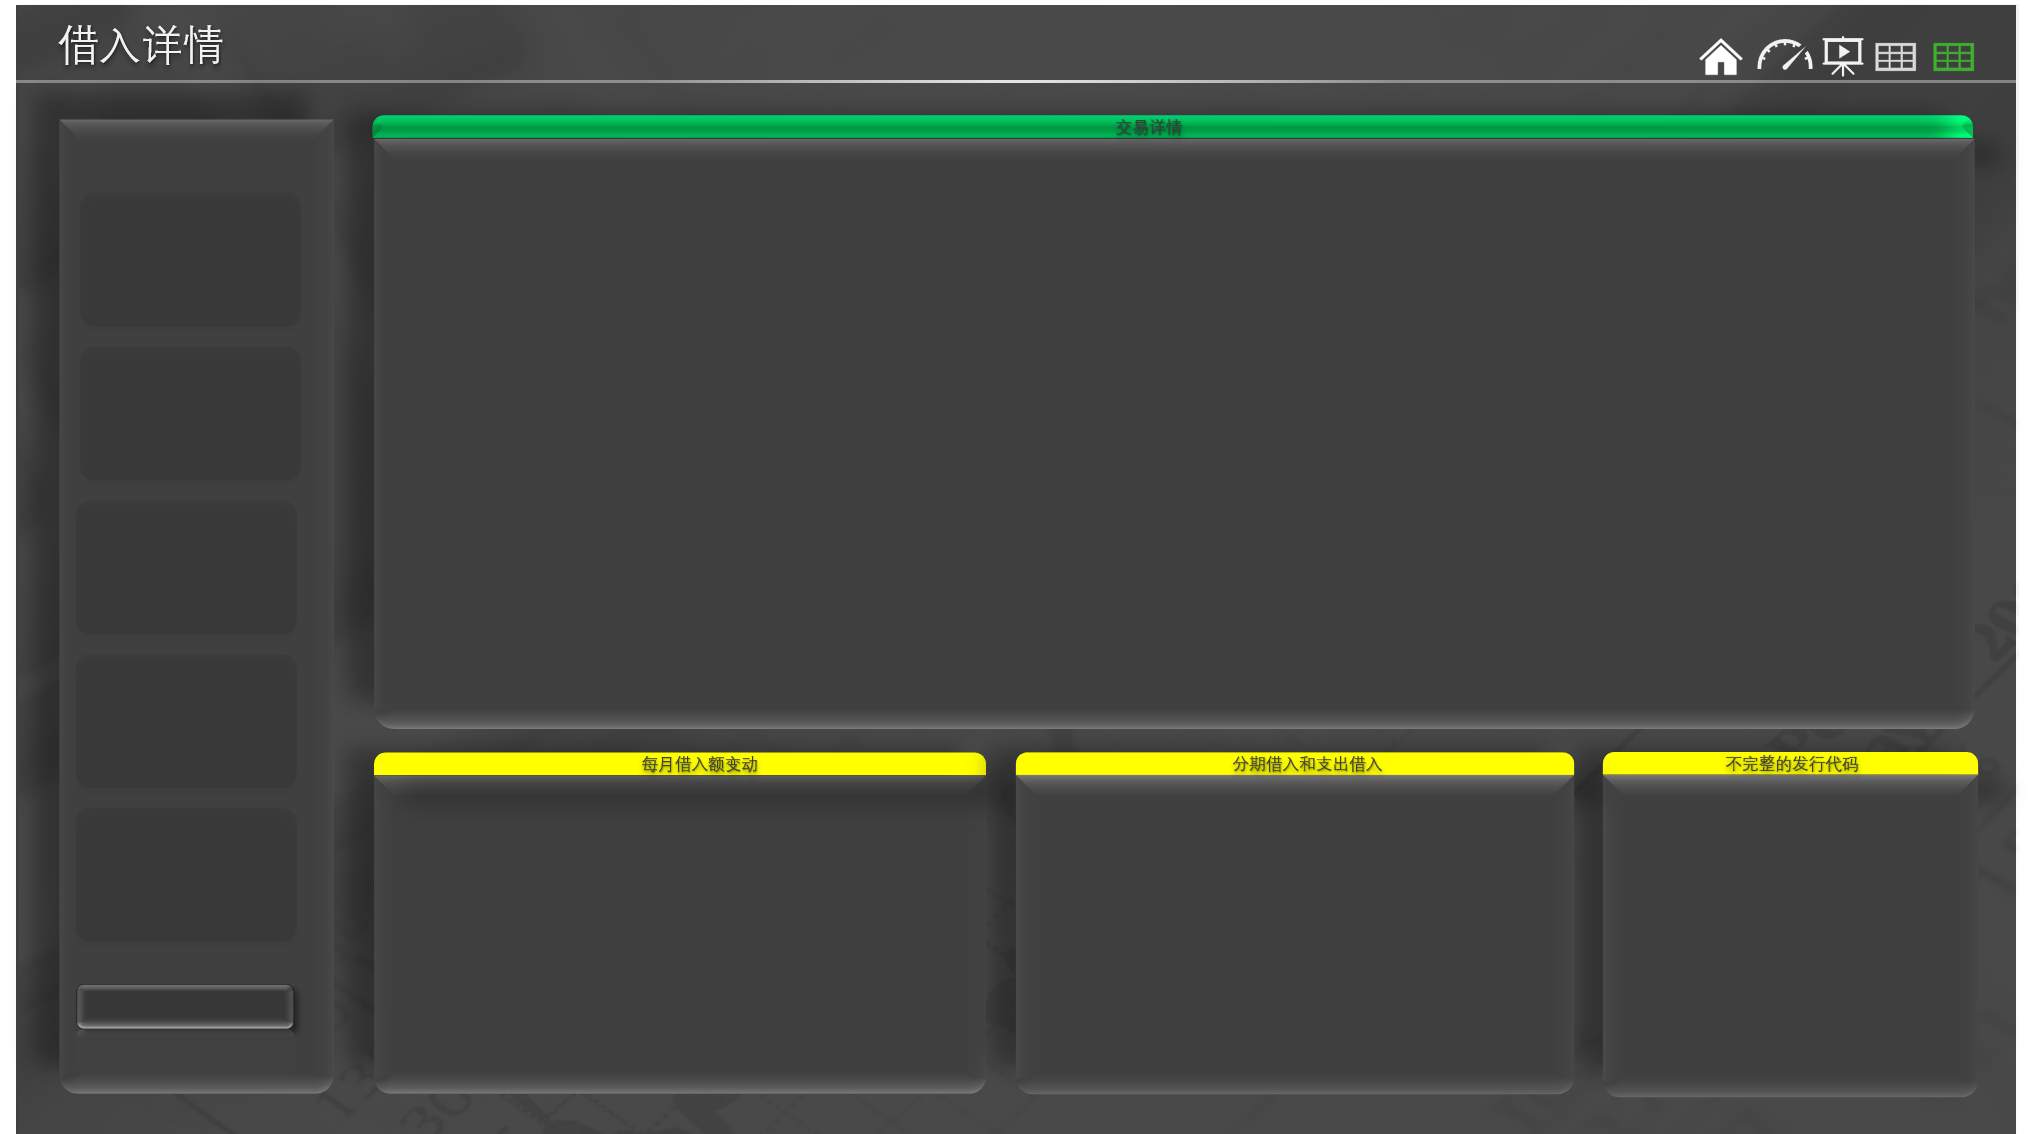 借入详情
交易详情
每月借入额变动
分期借入和支出借入
不完整的发行代码